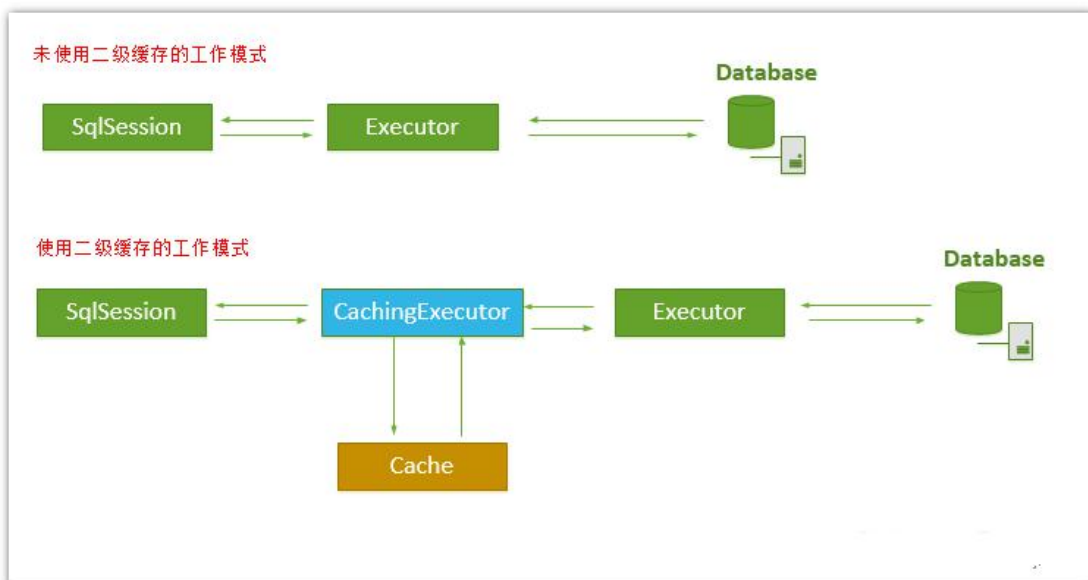 未使用二级缓存的工作模式
Database
SqlSession
Executor
使用二级缓存的工作模式
Database
SqlSession
CachingExecutor
Executor
Cache